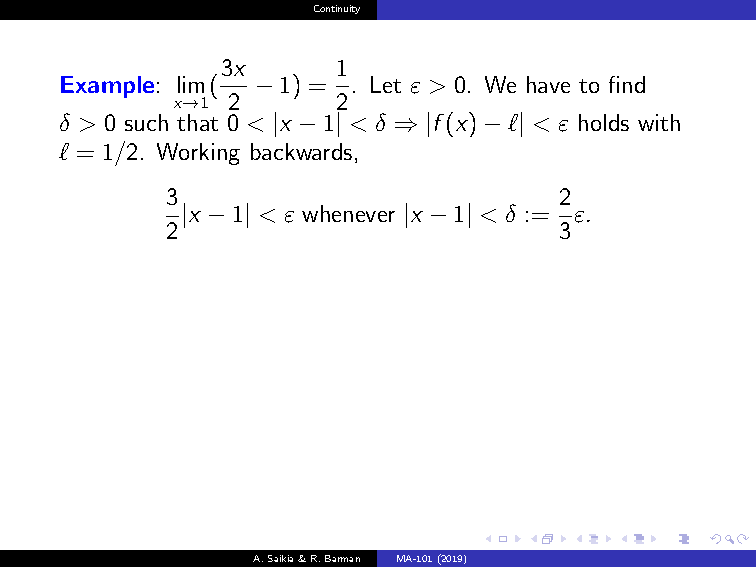 Continuity
Example: lim_{x→1} (3x/2 − 1) = 1/2. Let ε > 0. We have to find
δ > 0 such that 0 < |x − 1| < δ ⇒ |f(x) − ℓ| < ε holds with
ℓ = 1/2. Working backwards,
3/2 |x − 1| < ε whenever |x − 1| < δ := 2/3 ε.
A. Saikia & R. Barman MA-101 (2019)